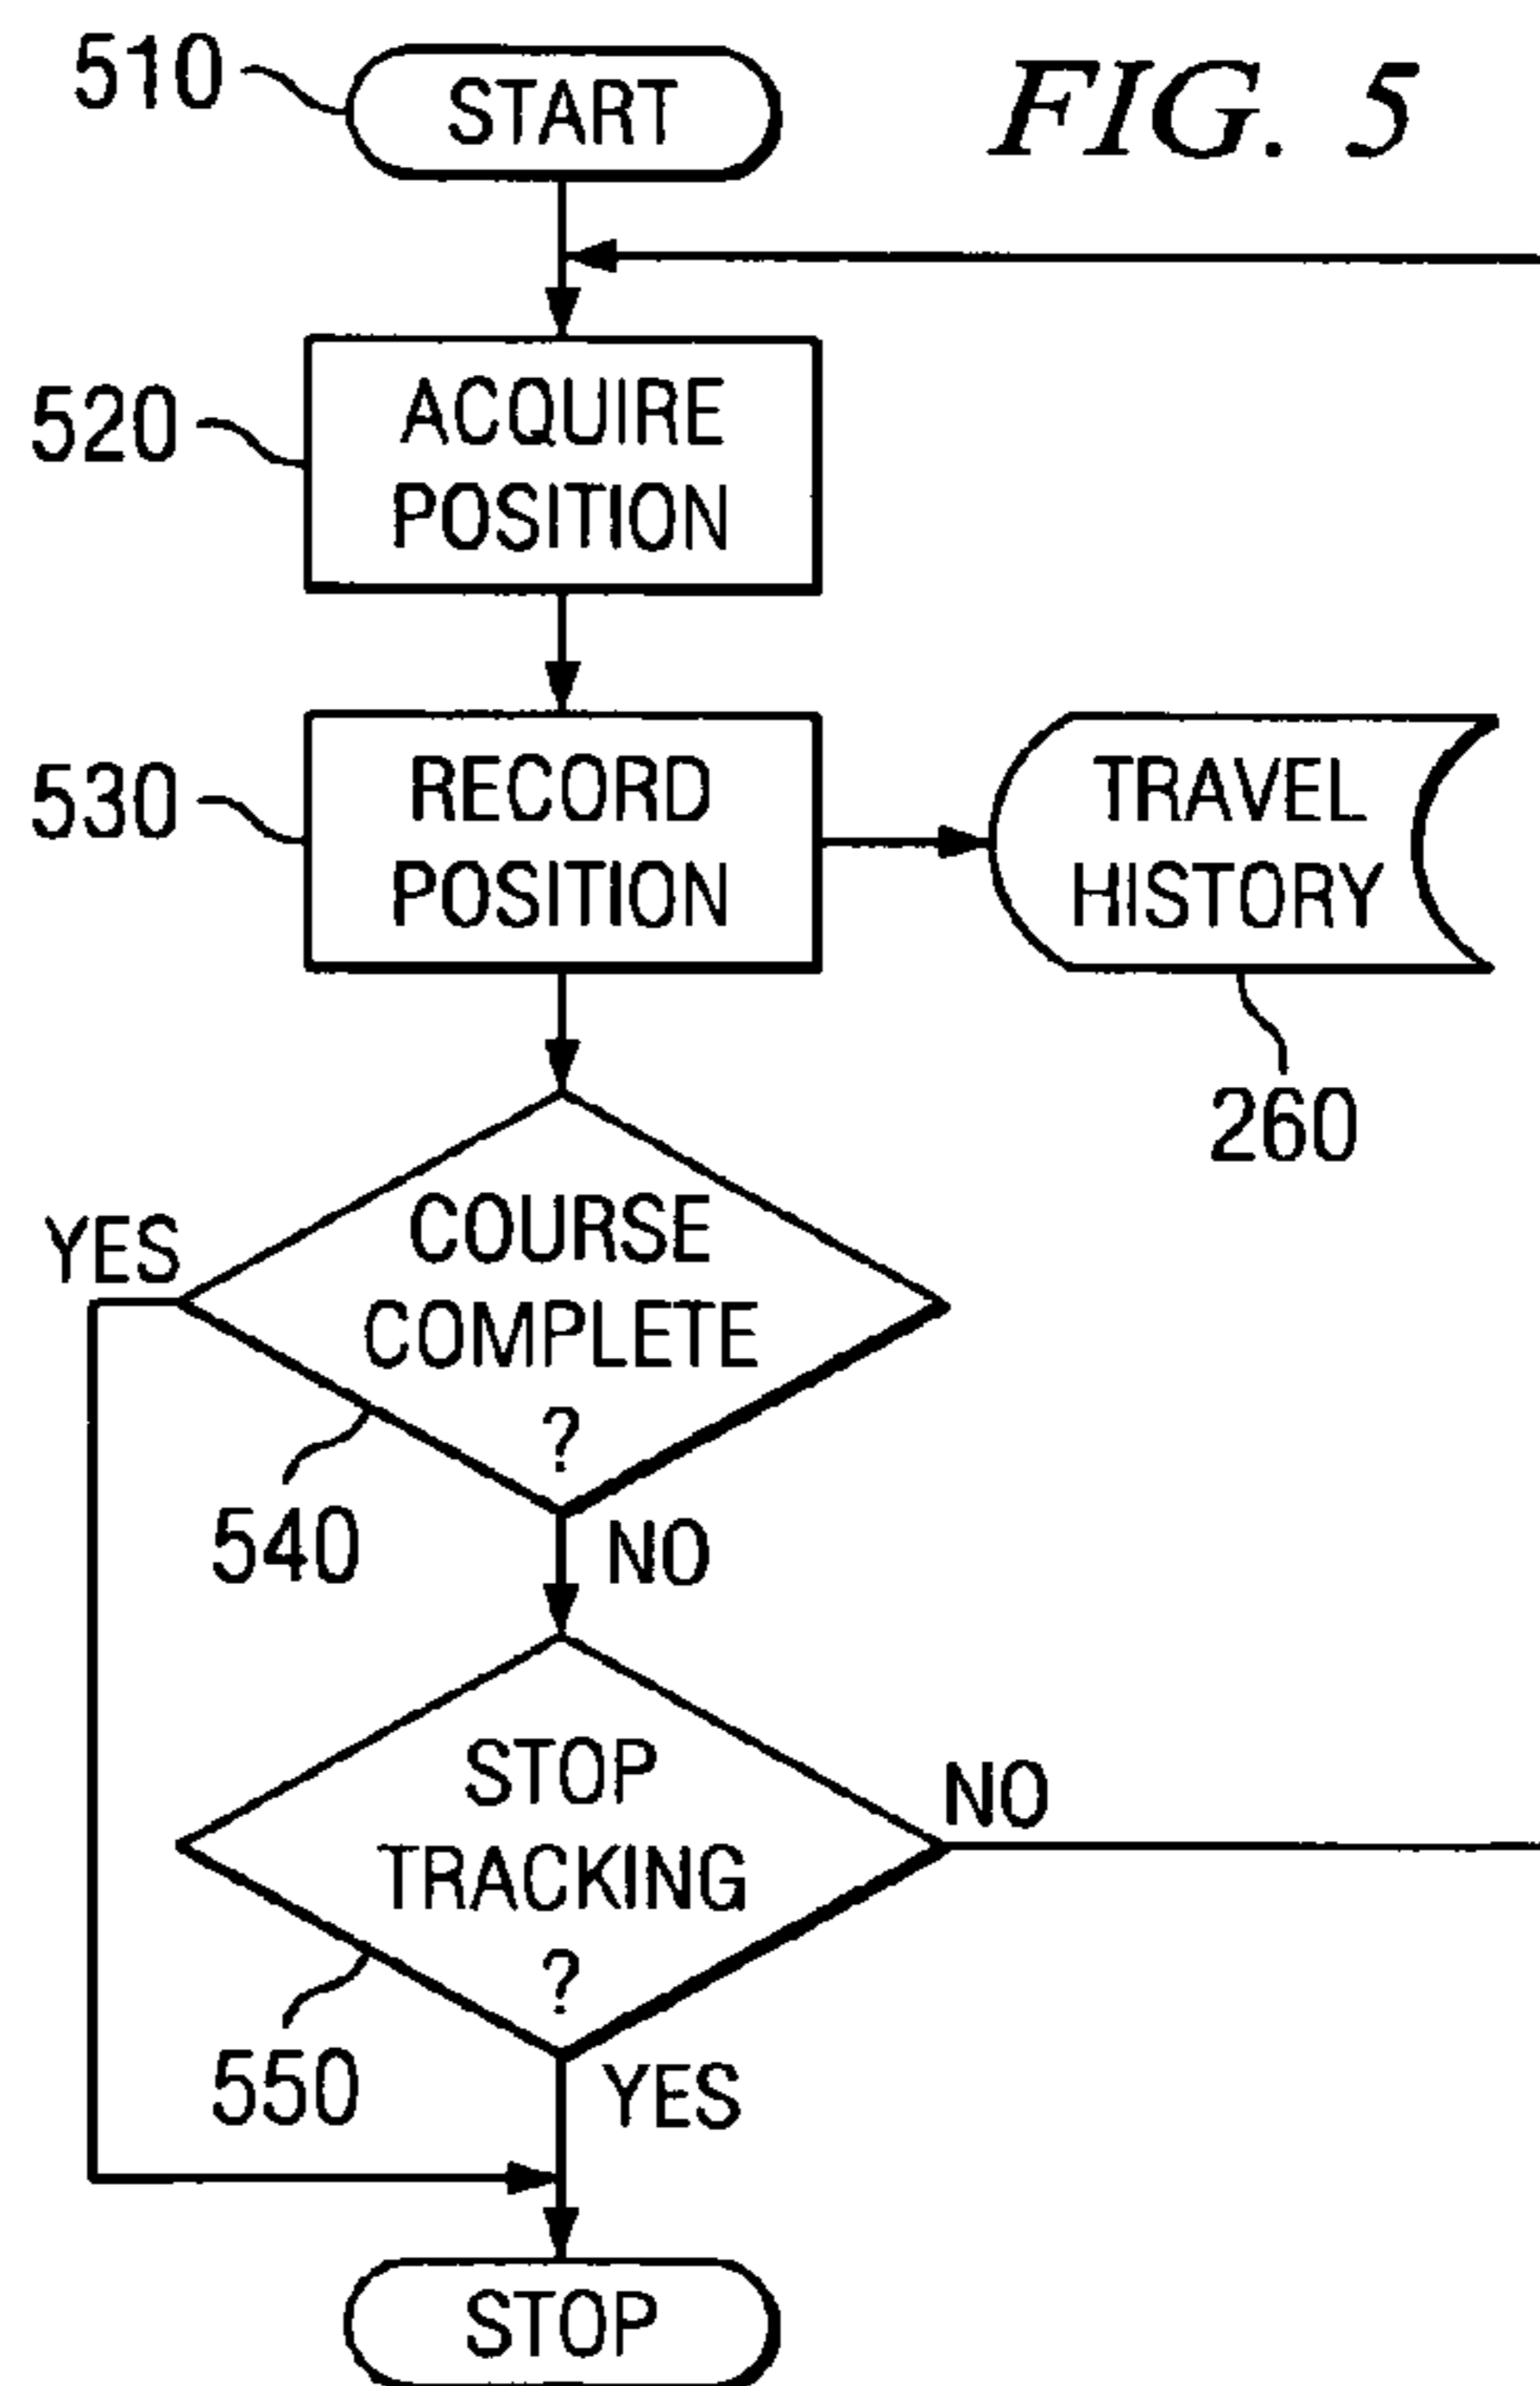 510
START
FIG. 5
520
ACQUIRE
POSITION
530
RECORD
POSITION
TRAVEL
HISTORY
260
YES
COURSE
COMPLETE
?
540
NO
STOP
TRACKING
?
NO
550
YES
STOP